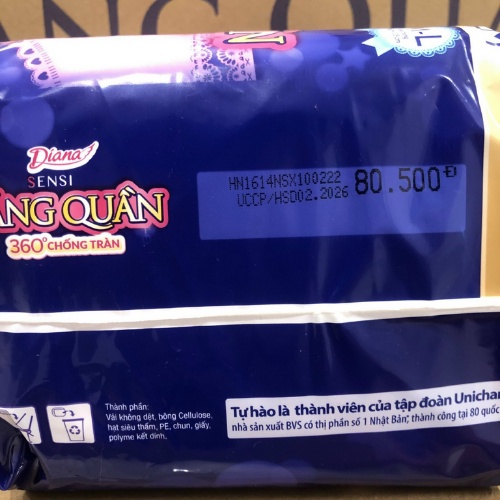 Diana
SENSI
ANG QUẦN
360° CHỐNG TRÀN
HN1614NSX100222
UCCP/HSD02.2026
80.500Đ
Thành phần:
Vải không dệt, bông Cellulose,
hạt siêu thấm, PE, chun, giấy,
polyme kết dính.
Tự hào là thành viên của tập đoàn Unichar
nhà sản xuất BVS có thị phần số 1 Nhật Bản, thành công tại 80 quốc